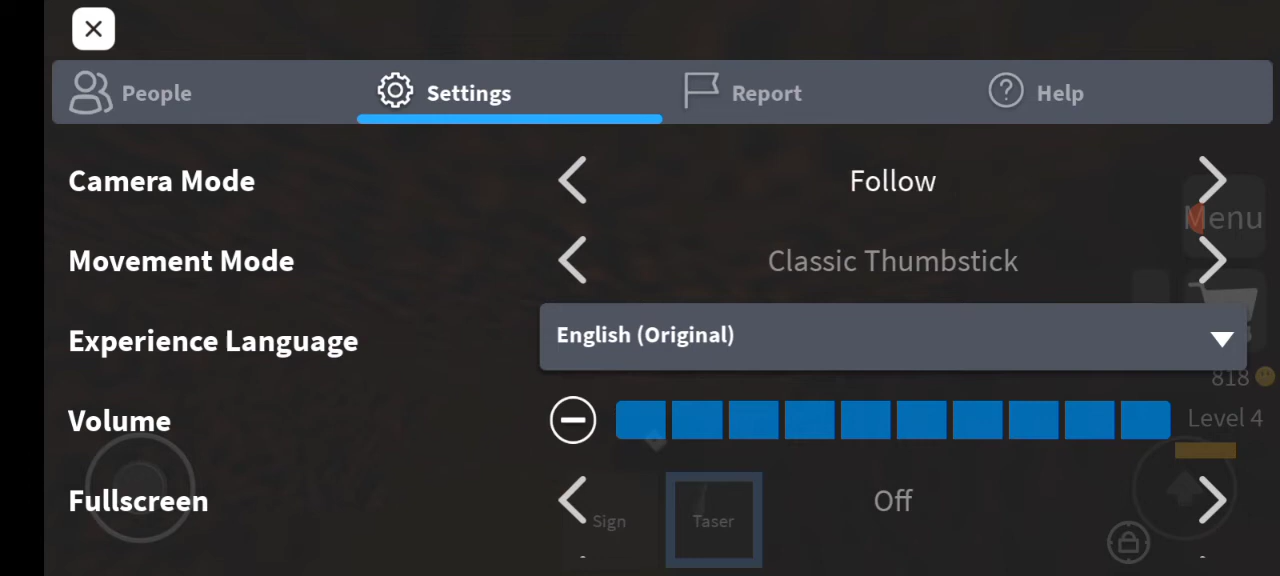 People Settings Report Help
Camera Mode Follow
Menu
Movement Mode Classic Thumbstick
Experience Language English (Original)
818
Volume Level 4
Fullscreen Off
Sign Taser